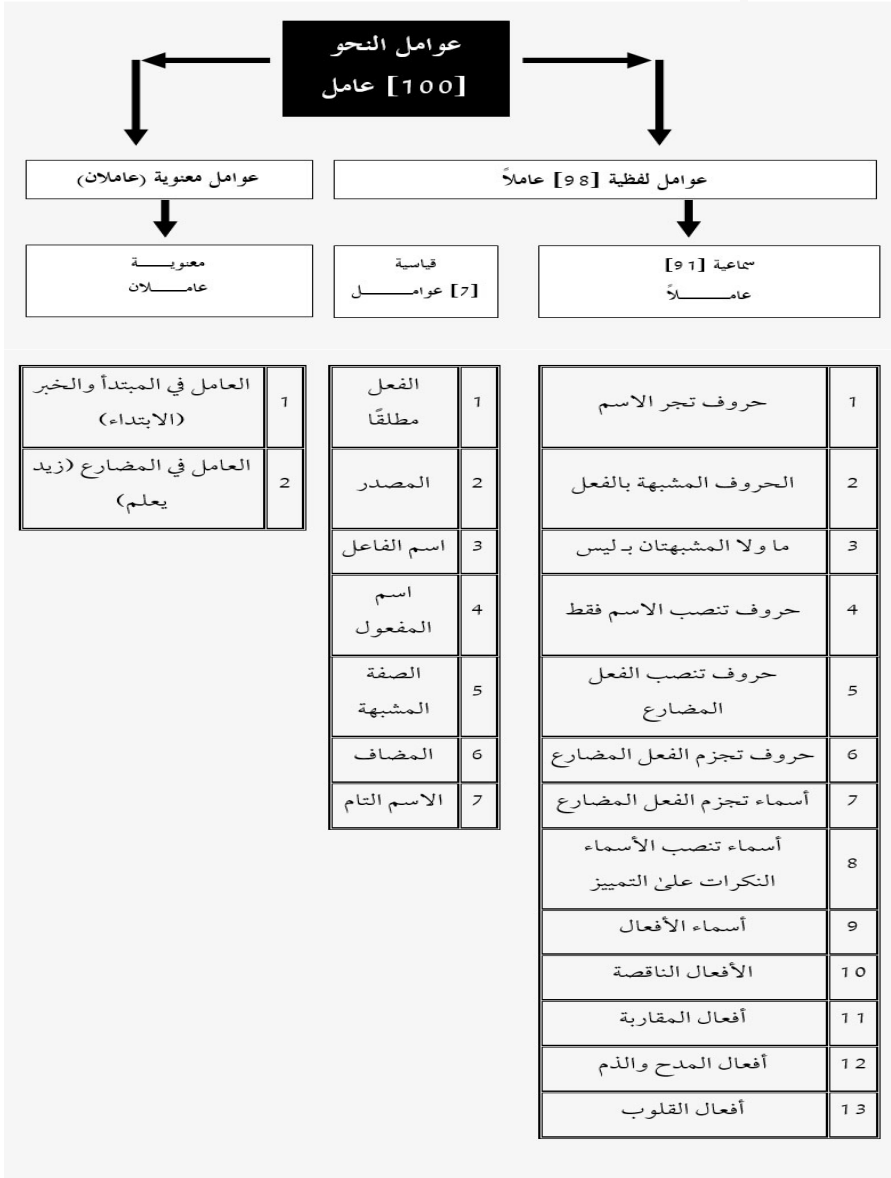 عوامل النحو
[100] عامل
عوامل لفظية [98] عاملاً
عوامل معنوية (عاملان)
سماعية [91]
عامـــــــلاً
قياسية
[7] عوامــــــــل
معنويـــــــة
عامـــــلان
1 حروف تجر الاسم
2 الحروف المشبهة بالفعل
3 ما ولا المشبهتان بـ ليس
4 حروف تنصب الاسم فقط
5 حروف تنصب الفعل
المضارع
6 حروف تجزم الفعل المضارع
7 أسماء تجزم الفعل المضارع
8 أسماء تنصب الأسماء
النكرات علىٰ التمييز
9 أسماء الأفعال
10 الأفعال الناقصة
11 أفعال المقاربة
12 أفعال المدح والذم
13 أفعال القلوب
1 الفعل
مطلقًا
2 المصدر
3 اسم الفاعل
4 اسم
المفعول
5 الصفة
المشبهة
6 المضاف
7 الاسم التام
1 العامل في المبتدأ والخبر
(الابتداء)
2 العامل في المضارع (زيد
يعلم)